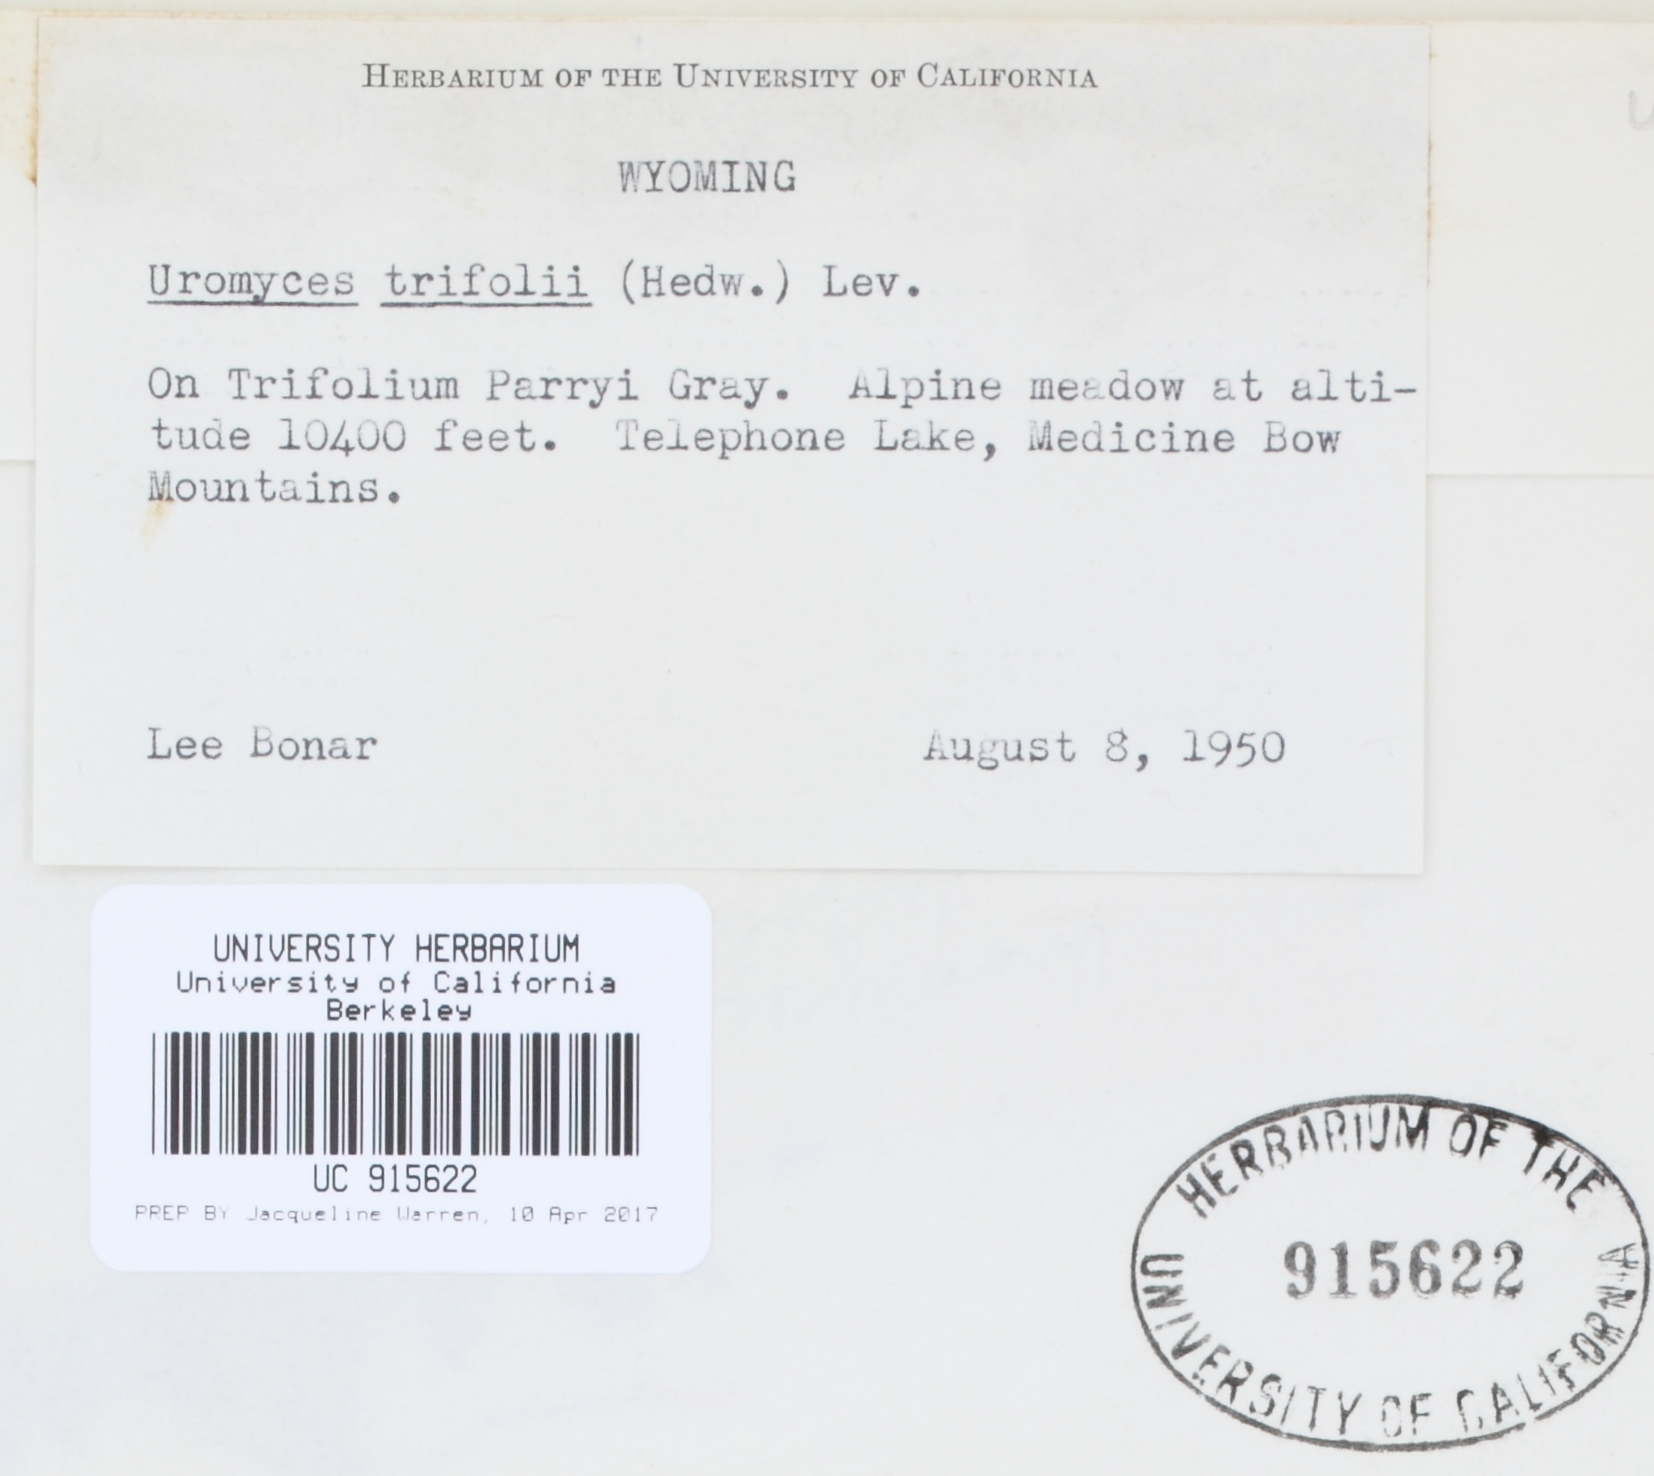 HERBARIUM OF THE UNIVERSITY OF CALIFORNIA
WYOMING
Uromyces trifolii (Hedw.) Lev.
On Trifolium Parryi Gray. Alpine meadow at alti-
tude 10400 feet. Telephone Lake, Medicine Bow
Mountains.
Lee Bonar August 8, 1950
UNIVERSITY HERBARIUM
University of California
Berkeley
UC 915622
PREP BY Jacqueline Warren, 10 Apr 2017
HERBARIUM OF THE
915622
UNIVERSITY OF CALIFORNIA